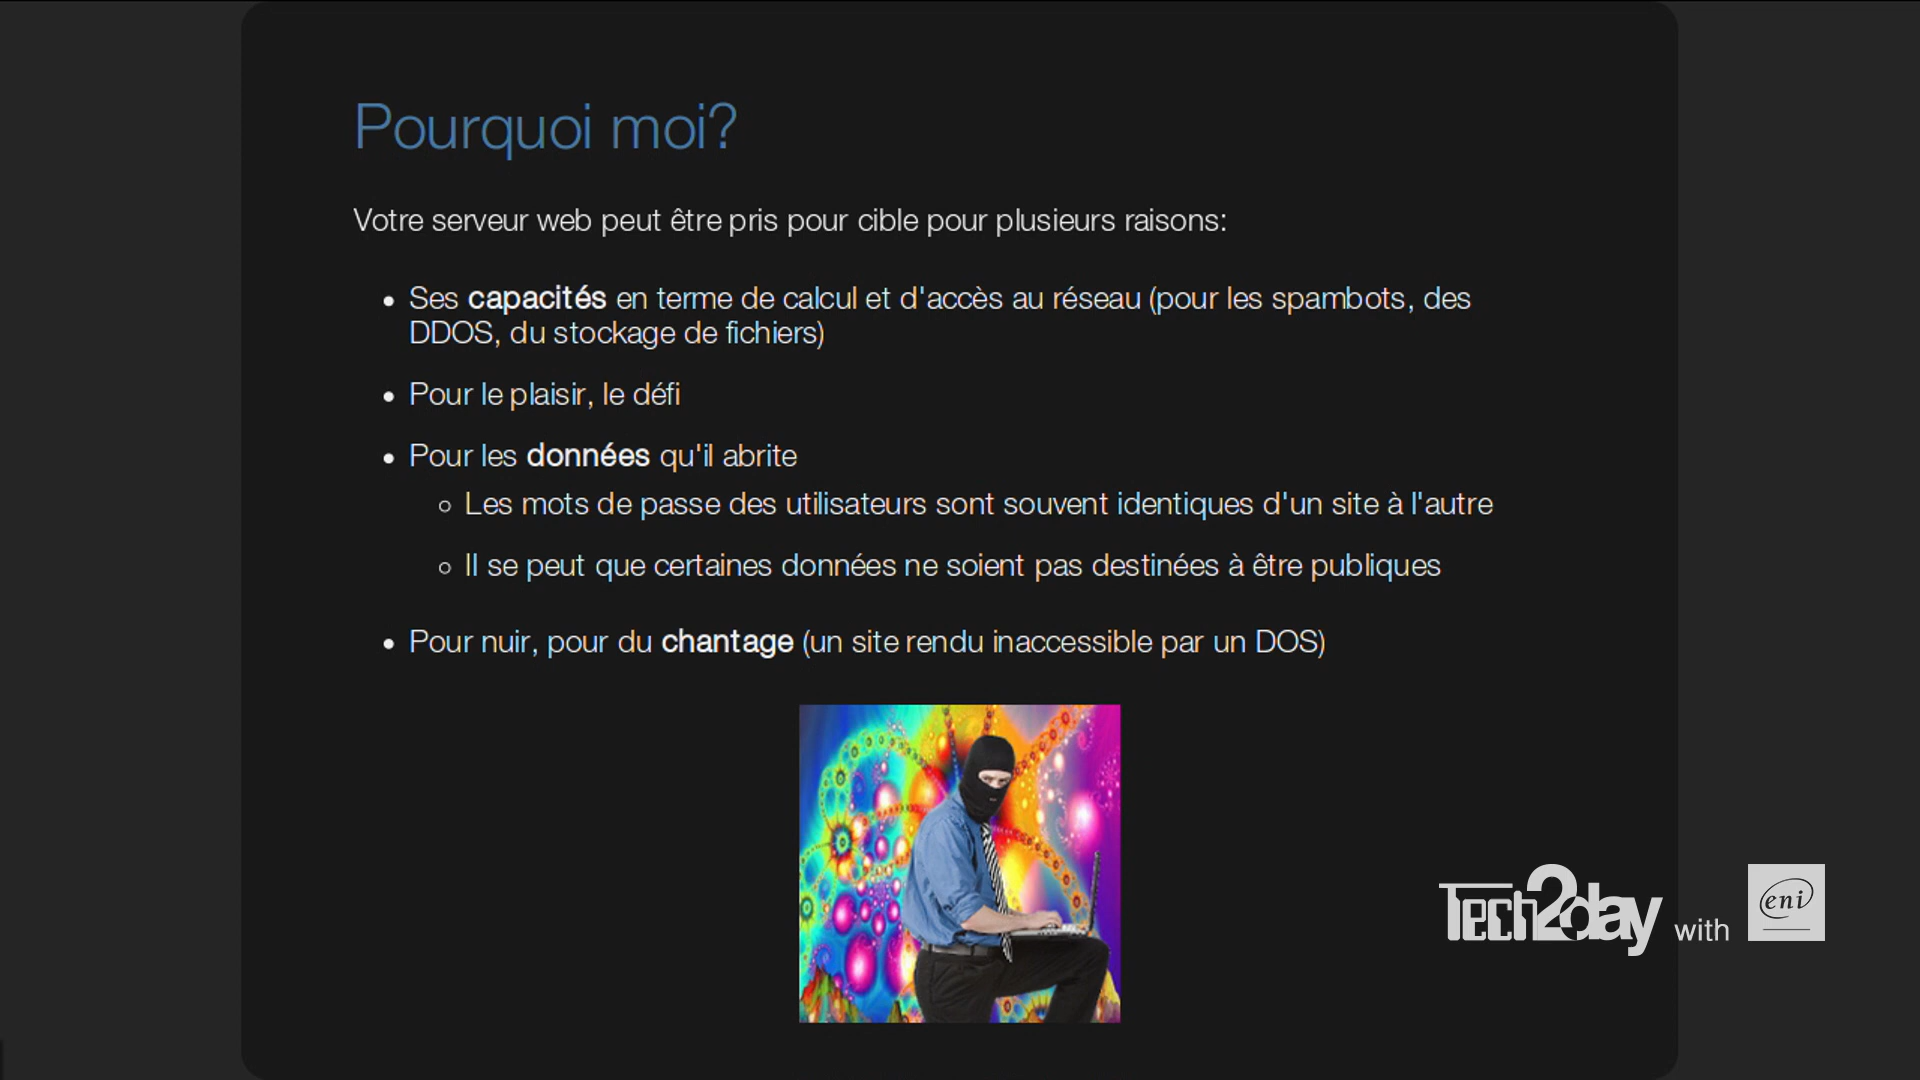 Pourquoi moi?
Votre serveur web peut être pris pour cible pour plusieurs raisons:
Ses capacités en terme de calcul et d'accès au réseau (pour les spambots, des
DDOS, du stockage de fichiers)
Pour le plaisir, le défi
Pour les données qu'il abrite
Les mots de passe des utilisateurs sont souvent identiques d'un site à l'autre
Il se peut que certaines données ne soient pas destinées à être publiques
Pour nuir, pour du chantage (un site rendu inaccessible par un DOS)
Tech2day with eni